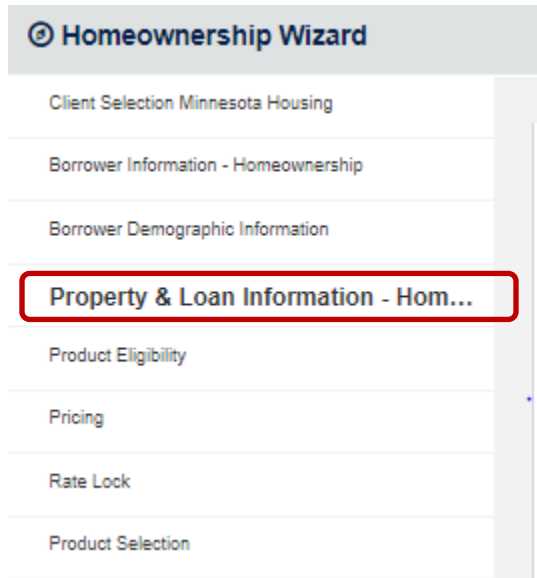 Homeownership Wizard
Client Selection Minnesota Housing
Borrower Information - Homeownership
Borrower Demographic Information
Property & Loan Information - Hom...
Product Eligibility
Pricing
Rate Lock
Product Selection